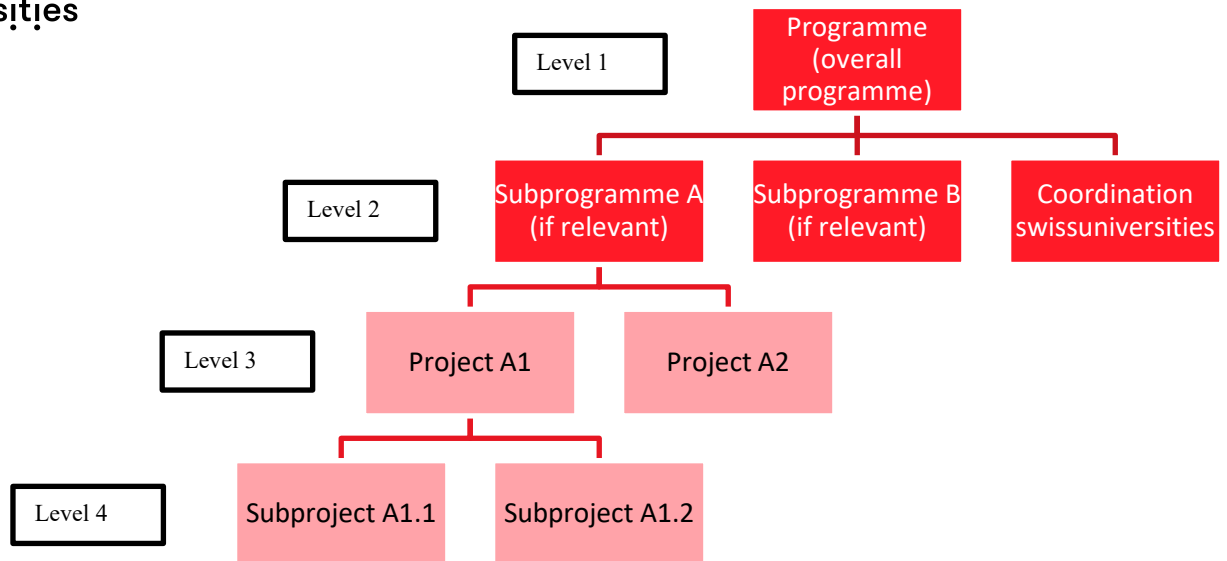 sities
Level 1
Programme
(overall
programme)
Level 2
Subprogramme A
(if relevant)
Subprogramme B
(if relevant)
Coordination
swissuniversities
Level 3
Project A1
Project A2
Level 4
Subproject A1.1
Subproject A1.2